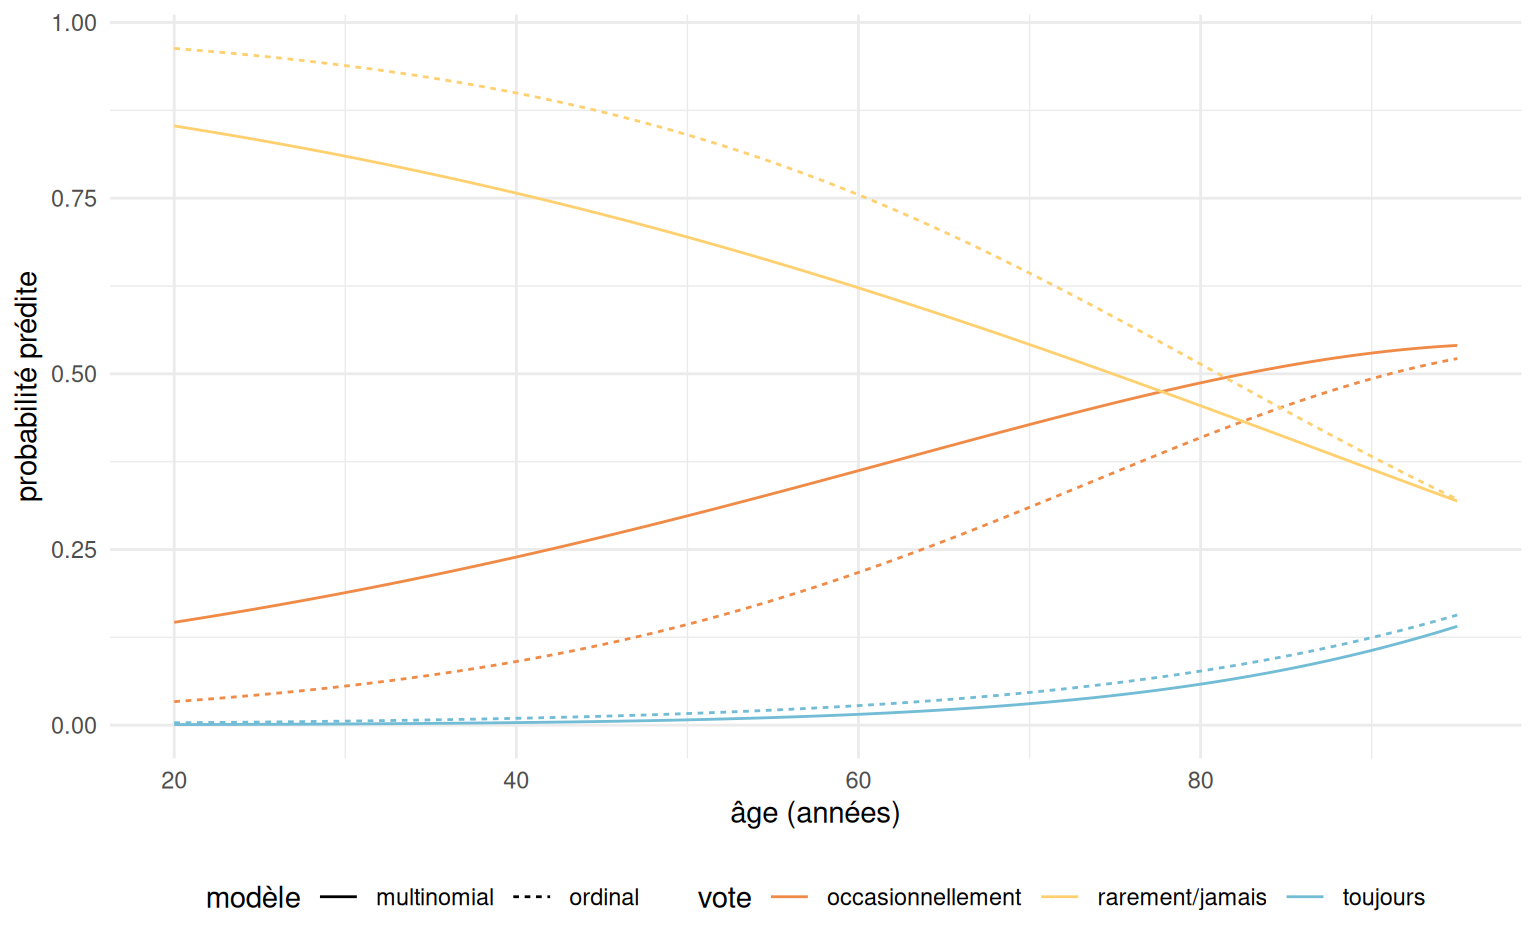 1.00
0.75
0.50
0.25
0.00
probabilité prédite
20 40 60 80
âge (années)
modèle multinomial ordinal vote occasionnellement rarement/jamais toujours